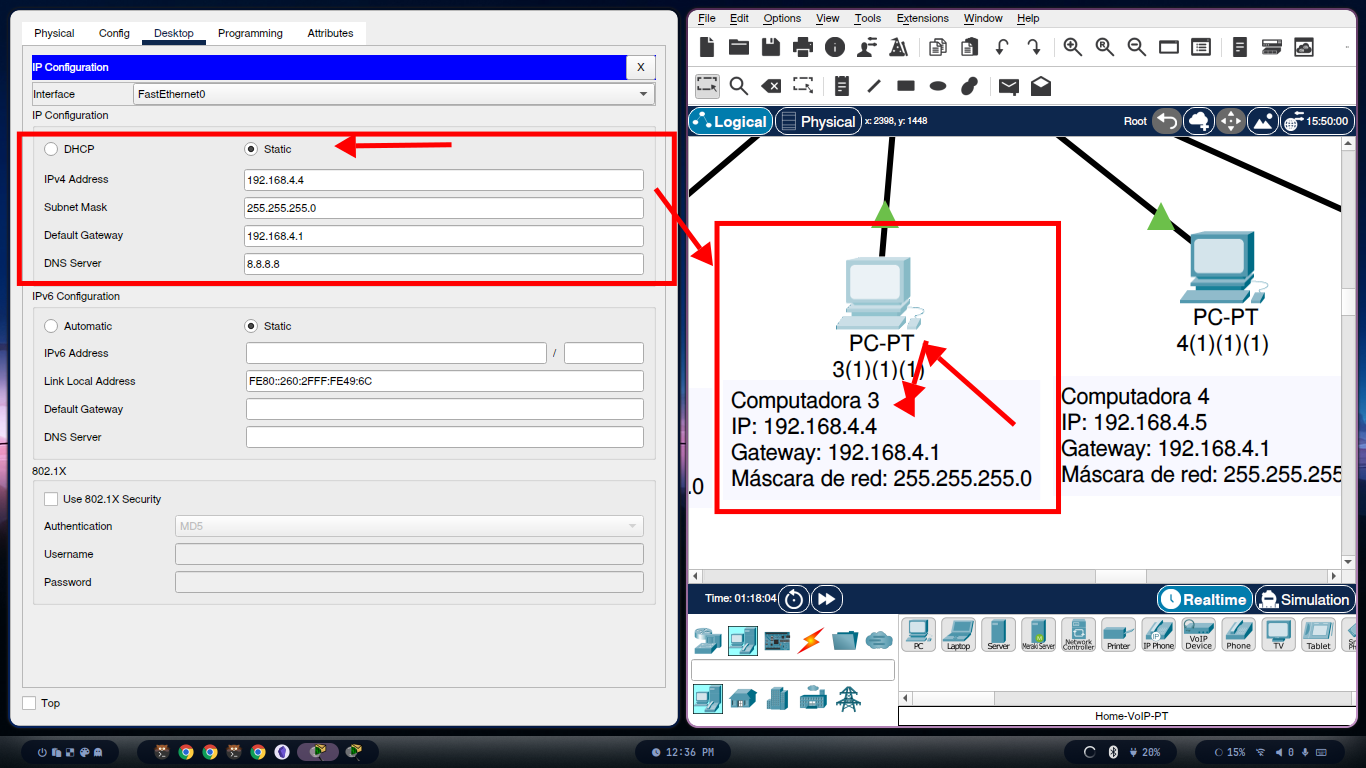 Physical Config Desktop Programming Attributes
IP Configuration X
Interface FastEthernet0
IP Configuration
DHCP Static
IPv4 Address 192.168.4.4
Subnet Mask 255.255.255.0
Default Gateway 192.168.4.1
DNS Server 8.8.8.8
IPv6 Configuration
Automatic Static
IPv6 Address /
Link Local Address FE80::260:2FFF:FE49:6C
Default Gateway
DNS Server
802.1X
Use 802.1X Security
Authentication MD5
Username
Password
Top
File Edit Options View Tools Extensions Window Help
Logical Physical x: 2398, y: 1448 Root 15:50:00
PC-PT
3(1)(1)(1)
Computadora 3
IP: 192.168.4.4
Gateway: 192.168.4.1
Máscara de red: 255.255.255.0
.0
PC-PT
4(1)(1)(1)
Computadora 4
IP: 192.168.4.5
Gateway: 192.168.4.1
Máscara de red: 255.255.255
Time: 01:18:04 Realtime Simulation
PC Laptop Server Meraki Server Network Controller Printer IP Phone VoIP Device Phone TV Tablet
Home-VoIP-PT
12:36 PM 20% 15% 0